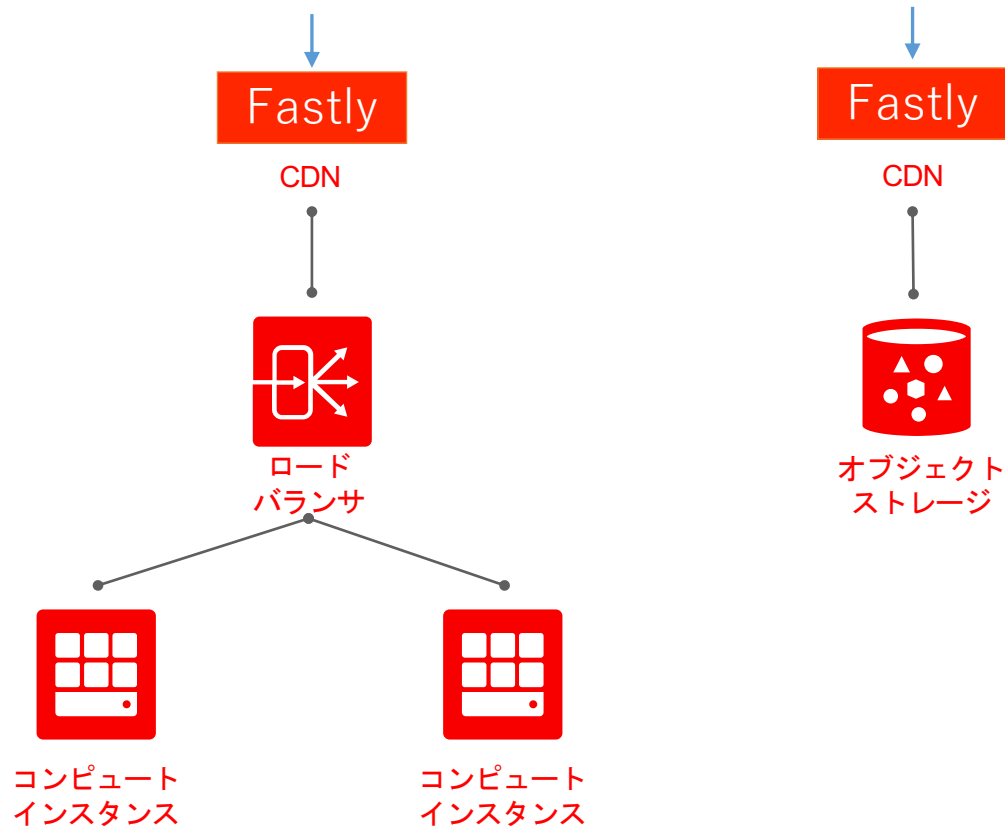 Fastly
CDN
ロード
バランサ
コンピュート
インスタンス
コンピュート
インスタンス
Fastly
CDN
オブジェクト
ストレージ